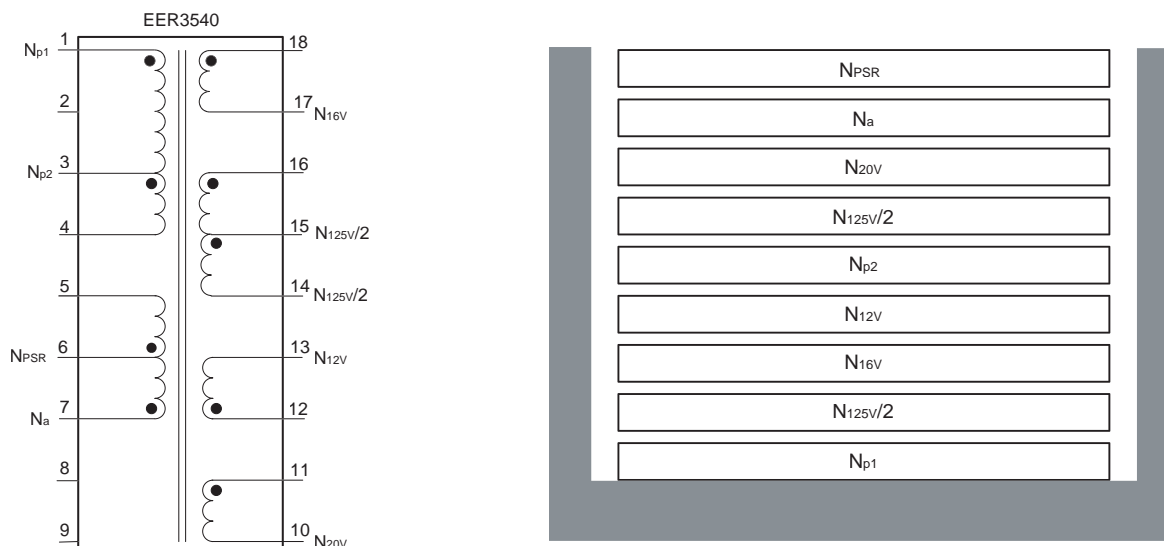 EER3540
1
Np1
2
3
Np2
4
5
6
NPSR
7
Na
8
9
18
17
N16V
16
15
N125V/2
14
N125V/2
13
N12V
12
11
10
N20V
NPSR
Na
N20V
N125V/2
Np2
N12V
N16V
N125V/2
Np1